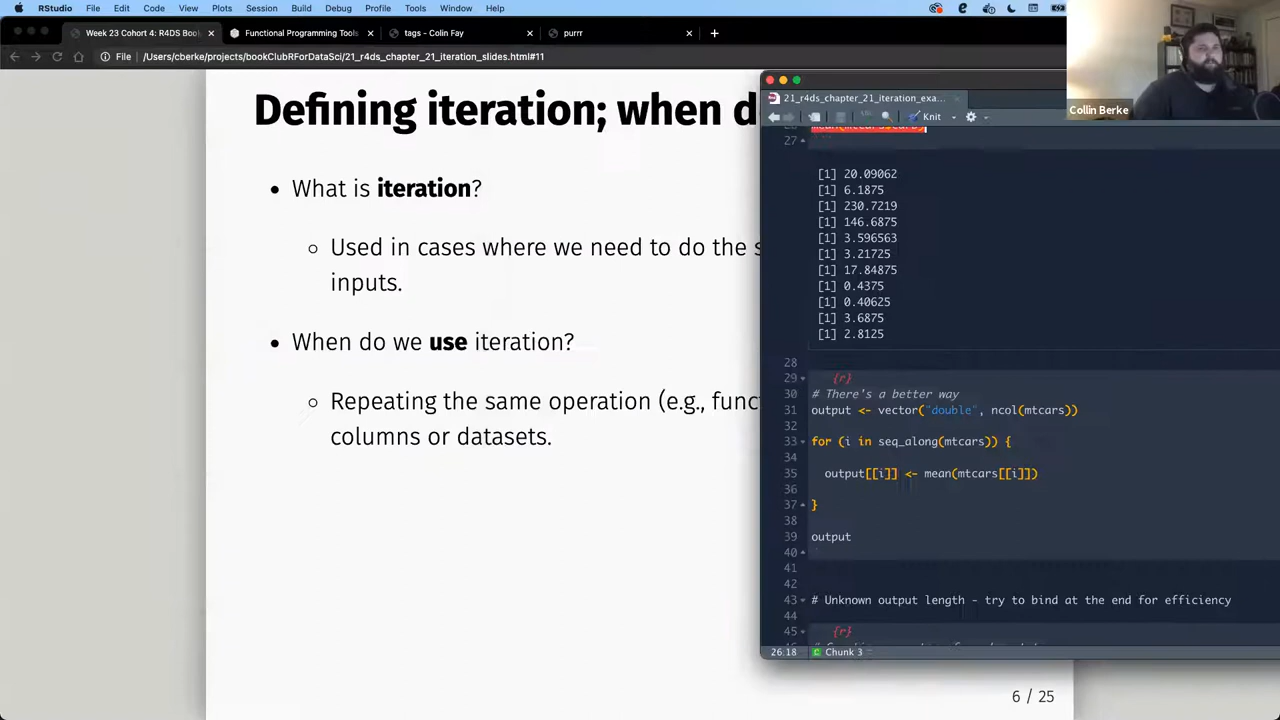 RStudio File Edit Code View Plots Session Build Debug Profile Tools Window Help
Week 23 Cohort 4: R4DS Boo
Functional Programming Tools
tags - Colin Fay
purrr
File /Users/cberke/projects/bookClubRForDataSci/21_r4ds_chapter_21_iteration_slides.html#11
Defining iteration; when d
What is iteration?
Used in cases where we need to do the s
inputs.
When do we use iteration?
Repeating the same operation (e.g., func
columns or datasets.
6 / 25
Collin Berke
21_r4ds_chapter_21_iteration_exa...
Knit
27
[1] 20.09062
[1] 6.1875
[1] 230.7219
[1] 146.6875
[1] 3.596563
[1] 3.21725
[1] 17.84875
[1] 0.4375
[1] 0.40625
[1] 3.6875
[1] 2.8125
28
29 {r}
30 # There's a better way
31 output <- vector("double", ncol(mtcars))
32
33 for (i in seq_along(mtcars)) {
34
35 output[[i]] <- mean(mtcars[[i]])
36
37 }
38
39 output
40
41
42
43 # Unknown output length - try to bind at the end for efficiency
45 {r}
26:18 Chunk 3